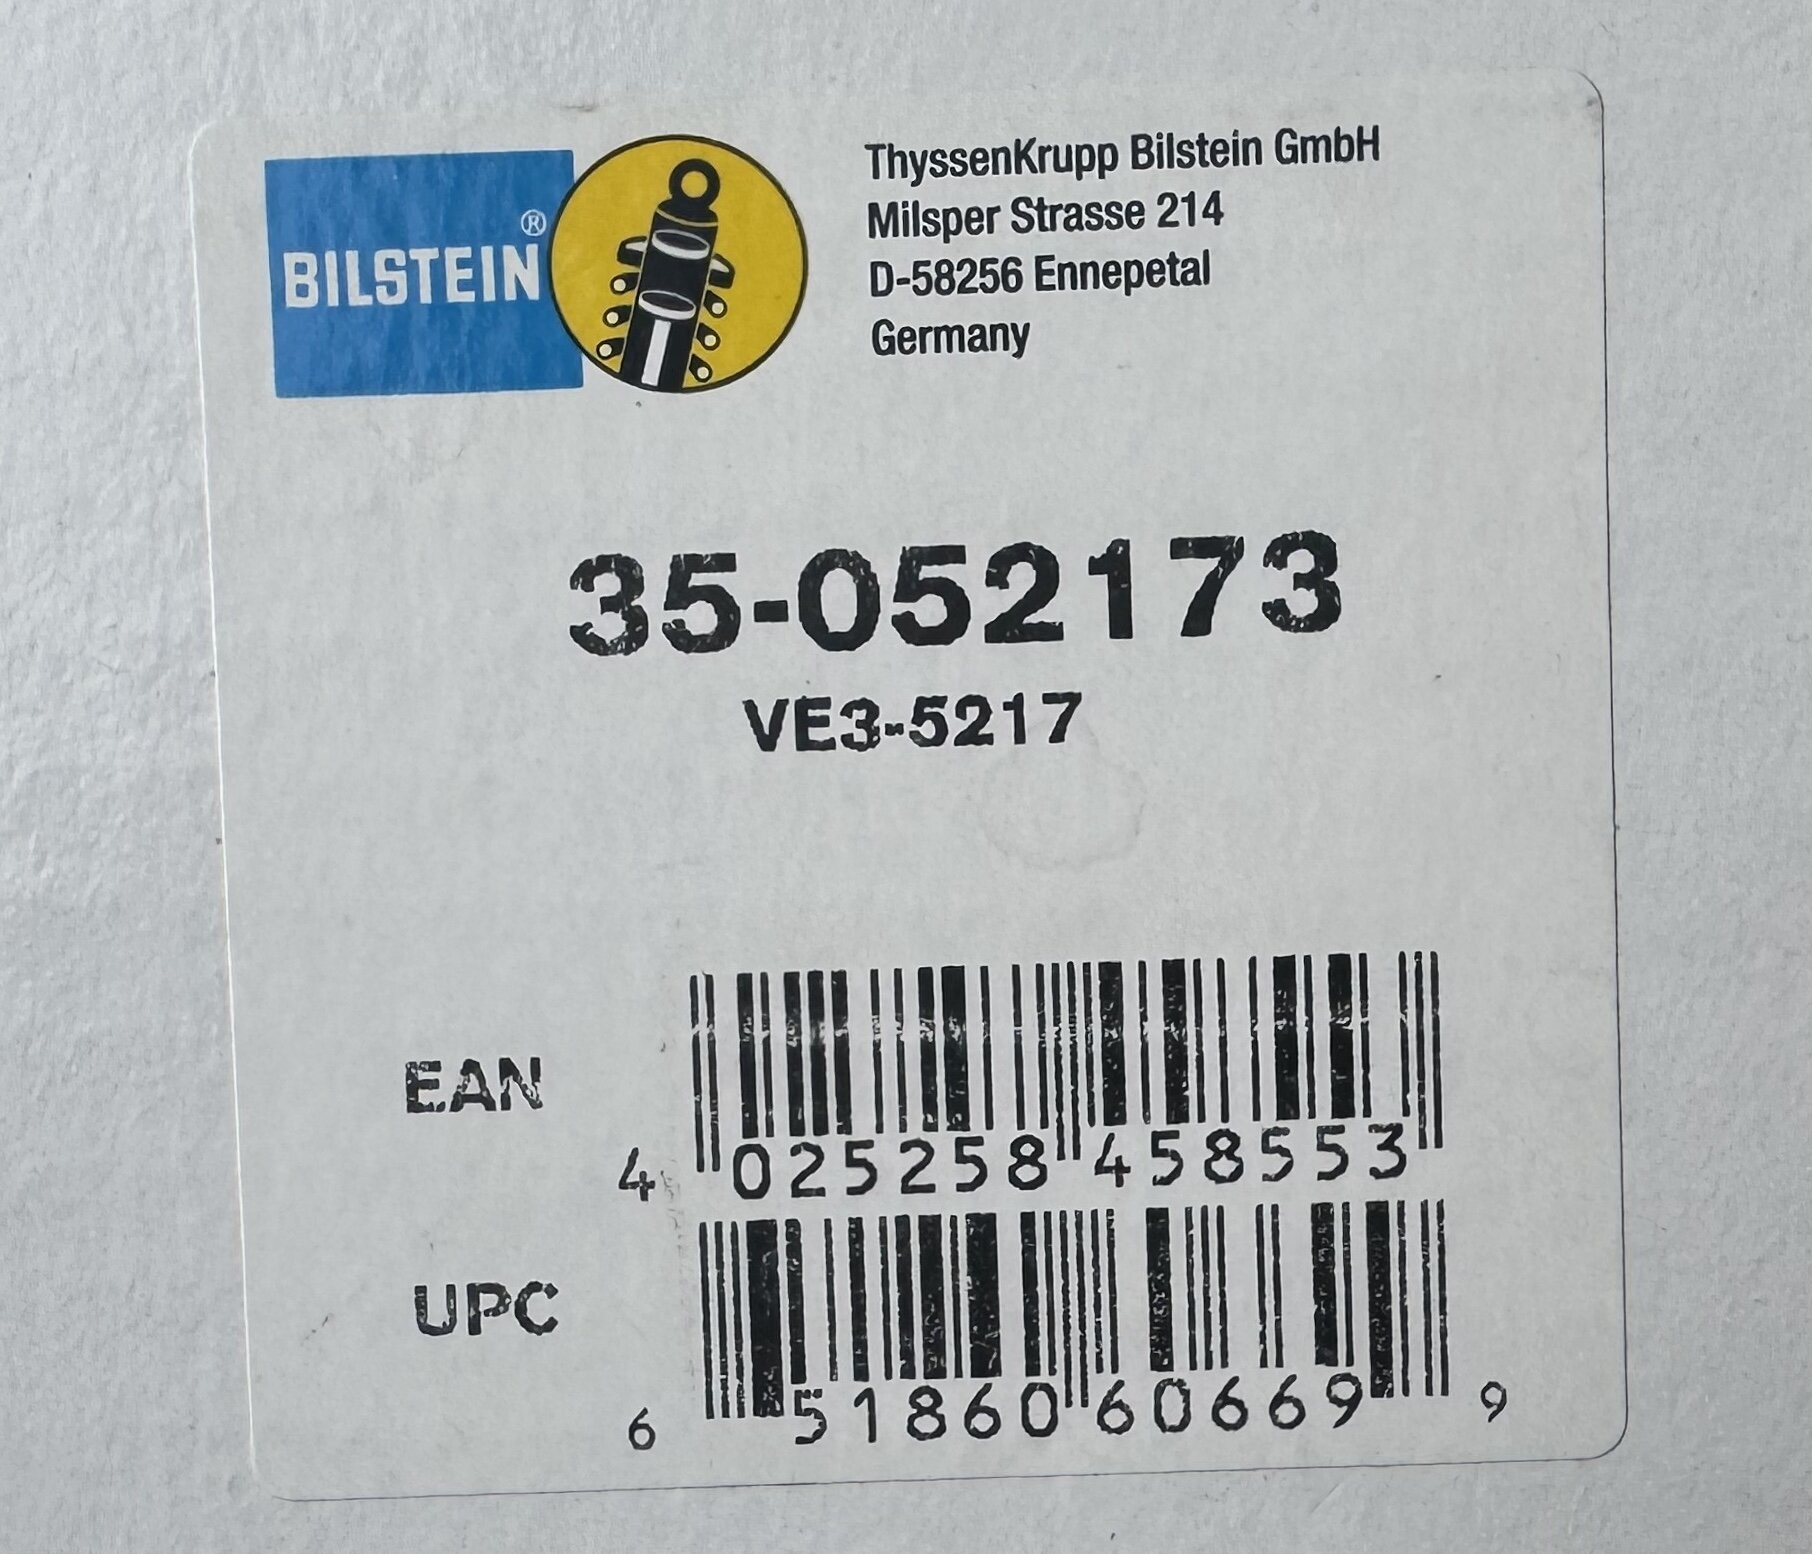 BILSTEIN®
ThyssenKrupp Bilstein GmbH
Milsper Strasse 214
D-58256 Ennepetal
Germany
35-052173
VE3-5217
EAN
4 025258 458553
UPC
6 51860 60669 9